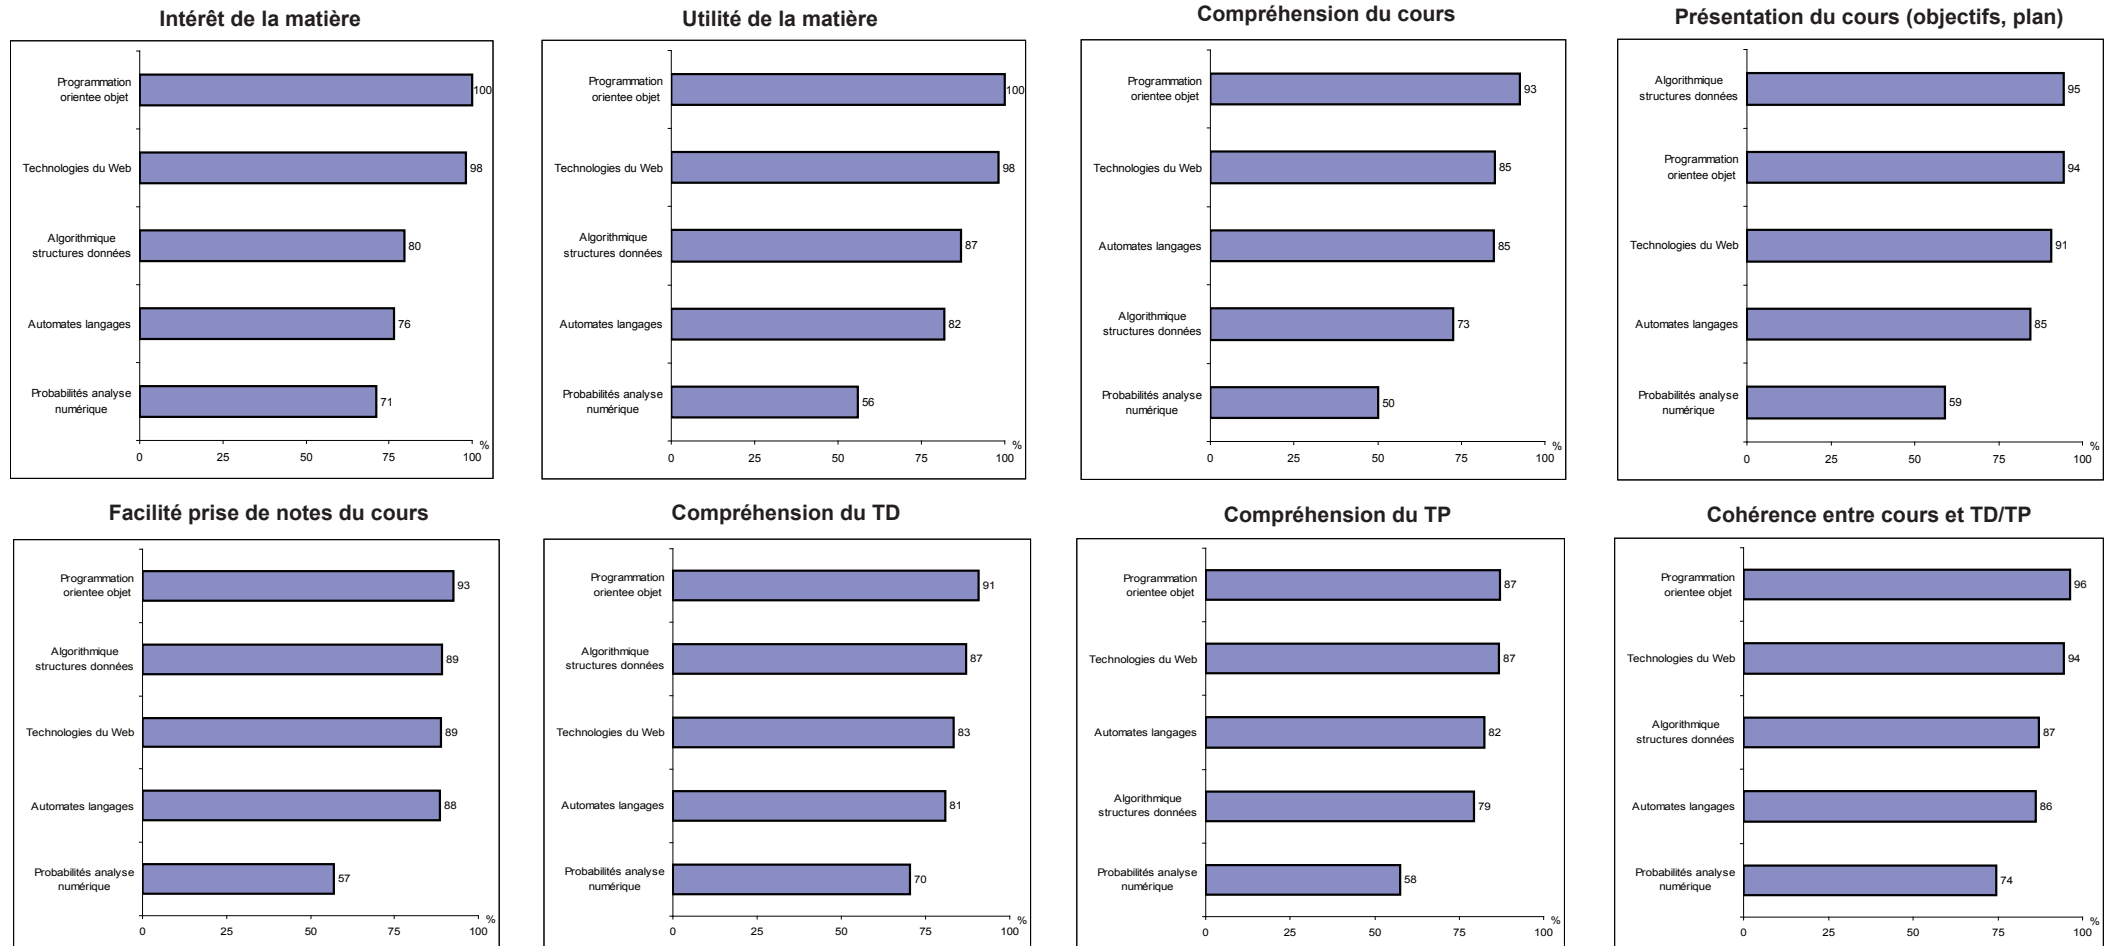 Intérêt de la matière
Programmation
orientee objet
100
Technologies du Web
98
Algorithmique
structures données
80
Automates langages
76
Probabilités analyse
numérique
71
%
0 25 50 75 100
Utilité de la matière
Programmation
orientee objet
100
Technologies du Web
98
Algorithmique
structures données
87
Automates langages
82
Probabilités analyse
numérique
56
%
0 25 50 75 100
Compréhension du cours
Programmation
orientee objet
93
Technologies du Web
85
Automates langages
85
Algorithmique
structures données
73
Probabilités analyse
numérique
50
%
0 25 50 75 100
Présentation du cours (objectifs, plan)
Algorithmique
structures données
95
Programmation
orientee objet
94
Technologies du Web
91
Automates langages
85
Probabilités analyse
numérique
59
%
0 25 50 75 100
Facilité prise de notes du cours
Programmation
orientee objet
93
Algorithmique
structures données
89
Technologies du Web
89
Automates langages
88
Probabilités analyse
numérique
57
%
0 25 50 75 100
Compréhension du TD
Programmation
orientee objet
91
Algorithmique
structures données
87
Technologies du Web
83
Automates langages
81
Probabilités analyse
numérique
70
%
0 25 50 75 100
Compréhension du TP
Programmation
orientee objet
87
Technologies du Web
87
Automates langages
82
Algorithmique
structures données
79
Probabilités analyse
numérique
58
%
0 25 50 75 100
Cohérence entre cours et TD/TP
Programmation
orientee objet
96
Technologies du Web
94
Algorithmique
structures données
87
Automates langages
86
Probabilités analyse
numérique
74
%
0 25 50 75 100